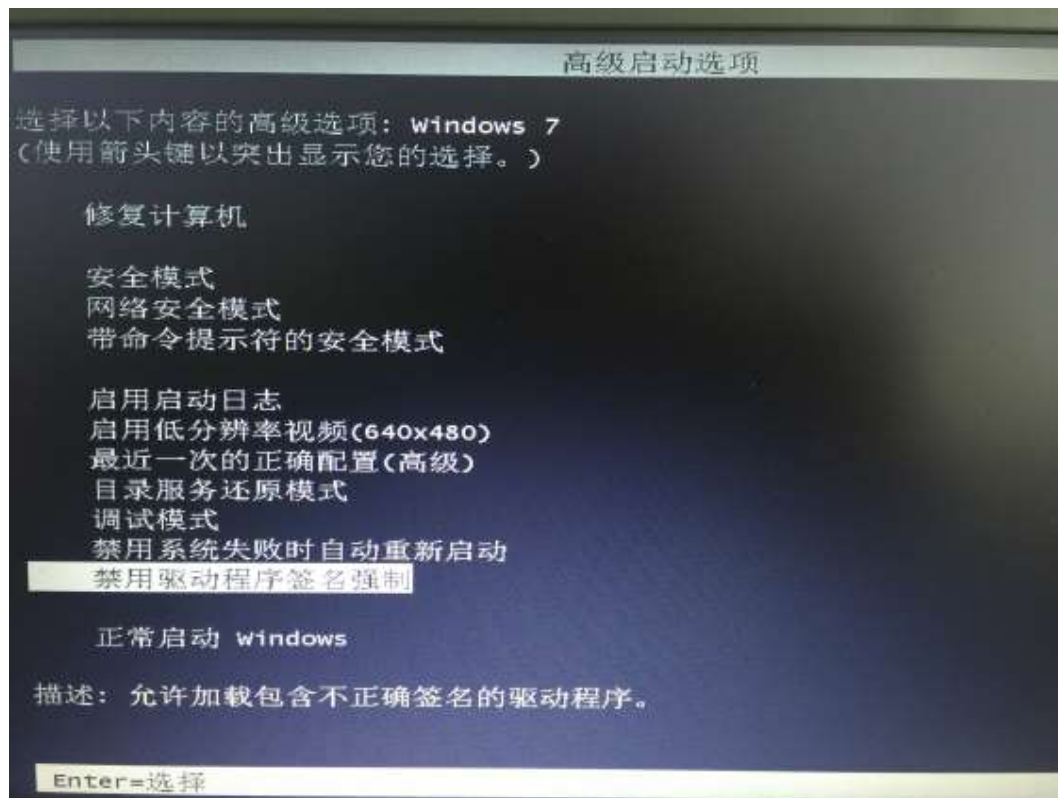 高级启动选项
选择以下内容的高级选项: Windows 7
(使用箭头键以突出显示您的选择。)
修复计算机
安全模式
网络安全模式
带命令提示符的安全模式
启用启动日志
启用低分辨率视频(640x480)
最近一次的正确配置(高级)
目录服务还原模式
调试模式
禁用系统失败时自动重新启动
禁用驱动程序签名强制
正常启动 Windows
描述: 允许加载包含不正确签名的驱动程序。
Enter=选择